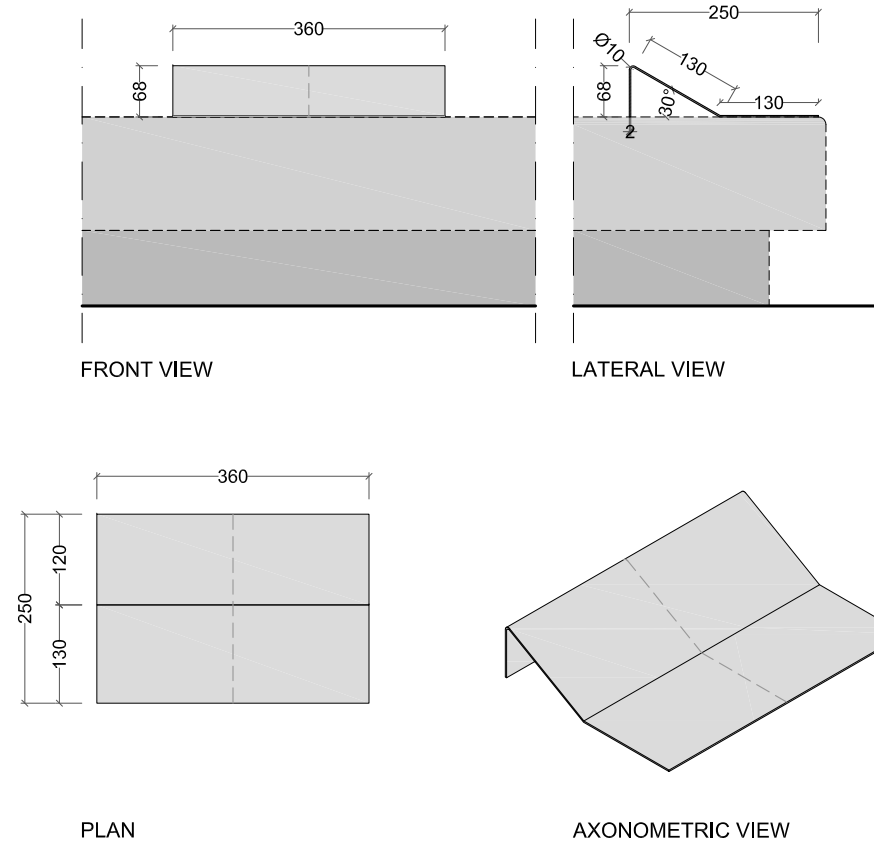 360
68
FRONT VIEW
250
Ø10
130
68
30°
130
2
LATERAL VIEW
360
120
250
130
PLAN
AXONOMETRIC VIEW